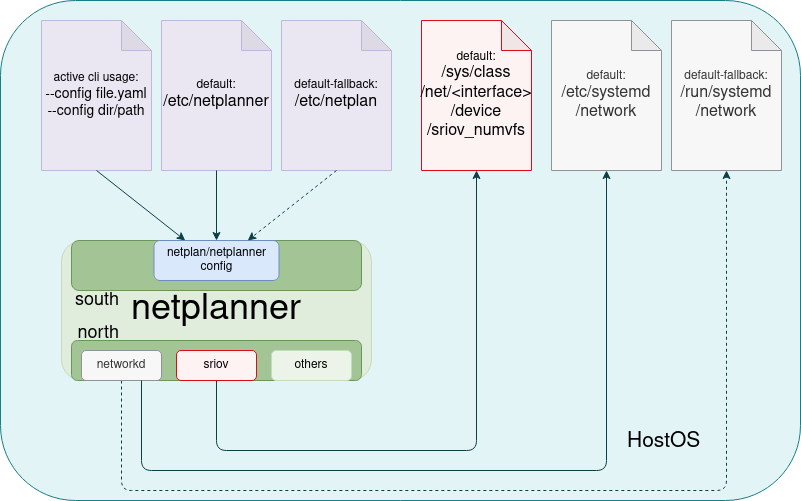 active cli usage:
--config file.yaml
--config dir/path
default:
/etc/netplanner
default-fallback:
/etc/netplan
default:
/sys/class
/net/<interface>
/device
/sriov_numvfs
default:
/etc/systemd
/network
default-fallback:
/run/systemd
/network
netplan/netplanner
config
south
netplanner
north
networkd
sriov
others
HostOS